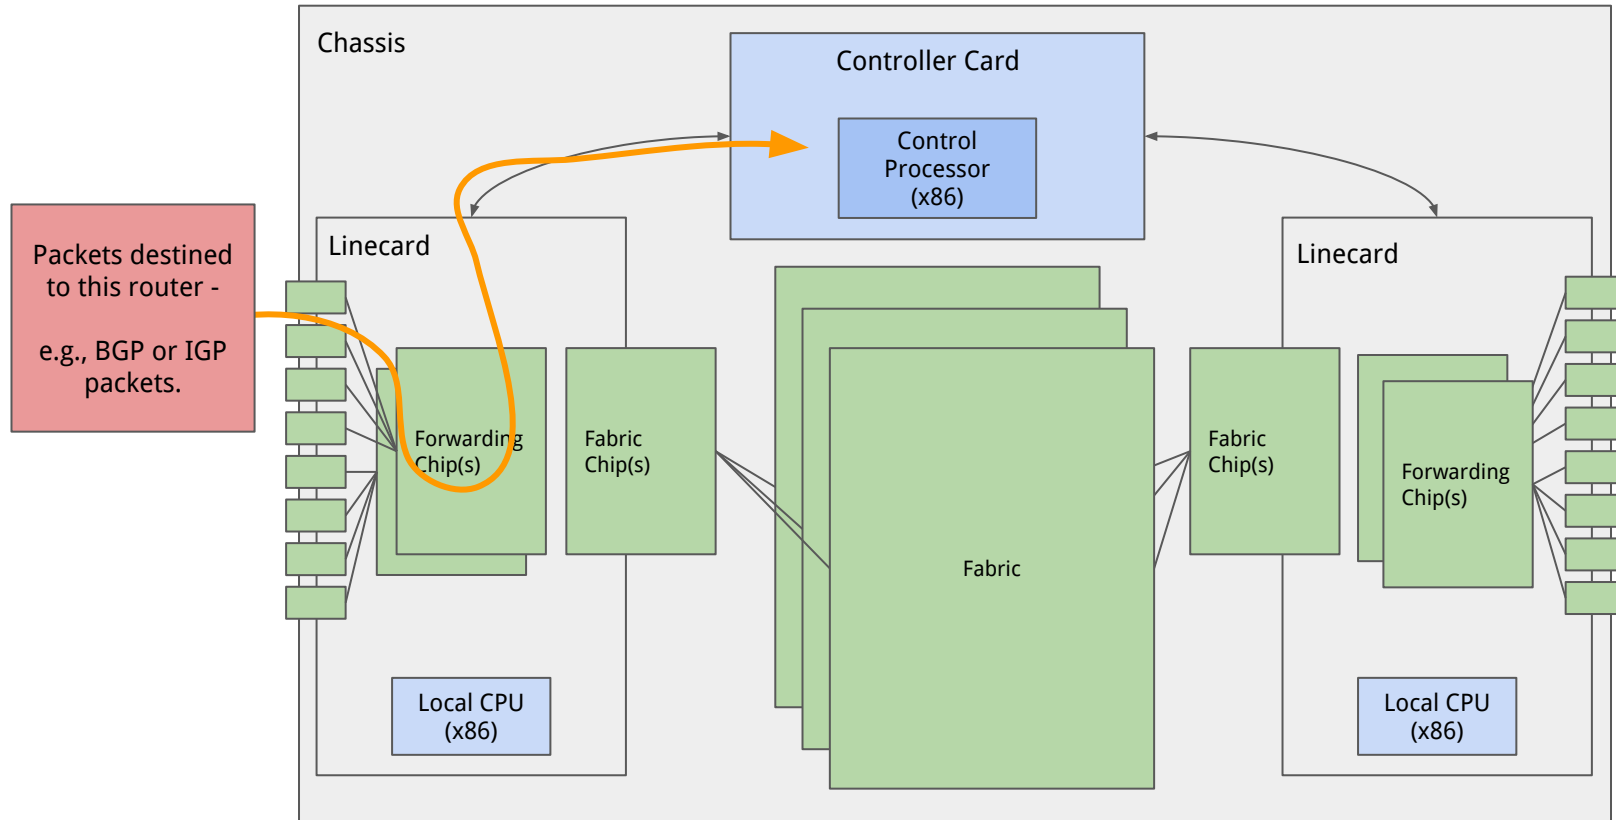 Chassis
Controller Card
Control
Processor
(x86)
Packets destined
to this router -
e.g., BGP or IGP
packets.
Linecard
Forwarding
Chip(s)
Fabric
Chip(s)
Local CPU
(x86)
Fabric
Linecard
Fabric
Chip(s)
Forwarding
Chip(s)
Local CPU
(x86)